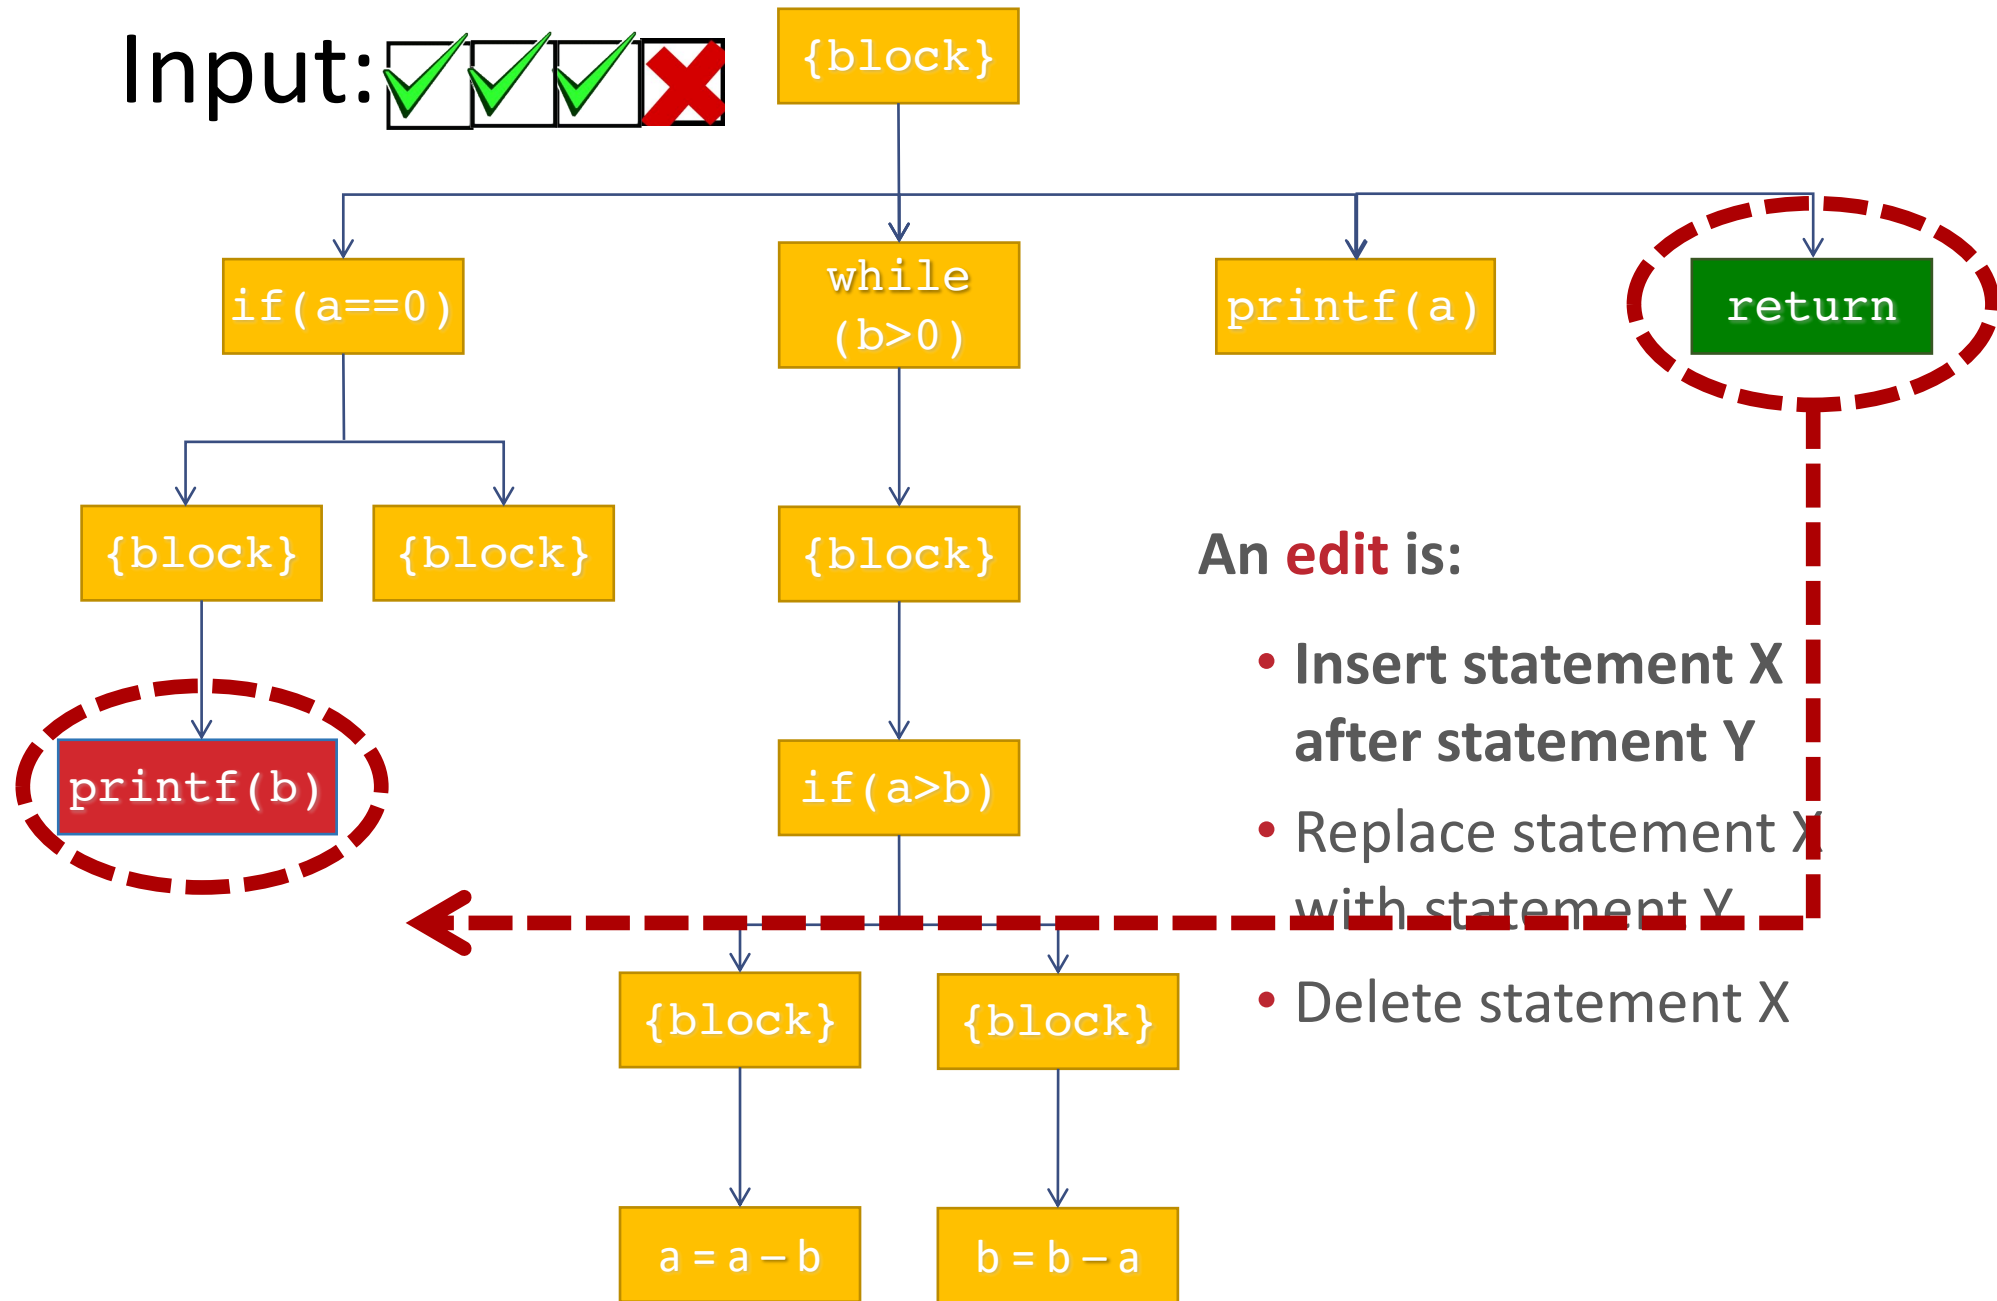 Input:
{block}
if(a==0)
while
(b>0)
printf(a)
return
{block}
{block}
{block}
An edit is:
• Insert statement X
after statement Y
printf(b)
if(a>b)
• Replace statement X
with statement Y
{block}
{block}
• Delete statement X
a = a – b
b = b – a